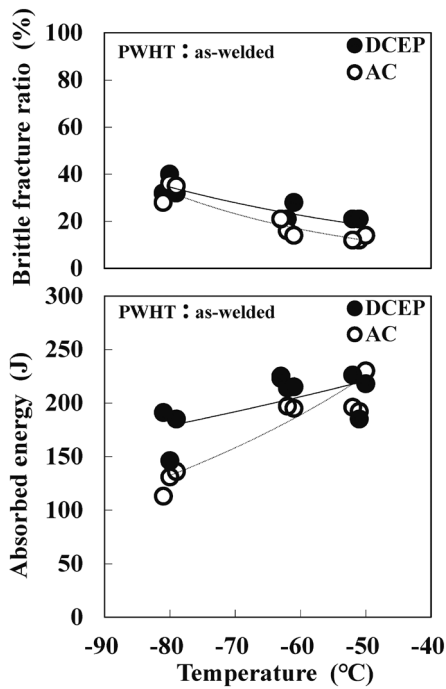 Brittle fracture ratio (%)
100
80
60
40
20
0
PWHT : as-welded
DCEP
AC
Absorbed energy (J)
300
250
200
150
100
50
0
PWHT : as-welded
DCEP
AC
-90 -80 -70 -60 -50 -40
Temperature (℃)